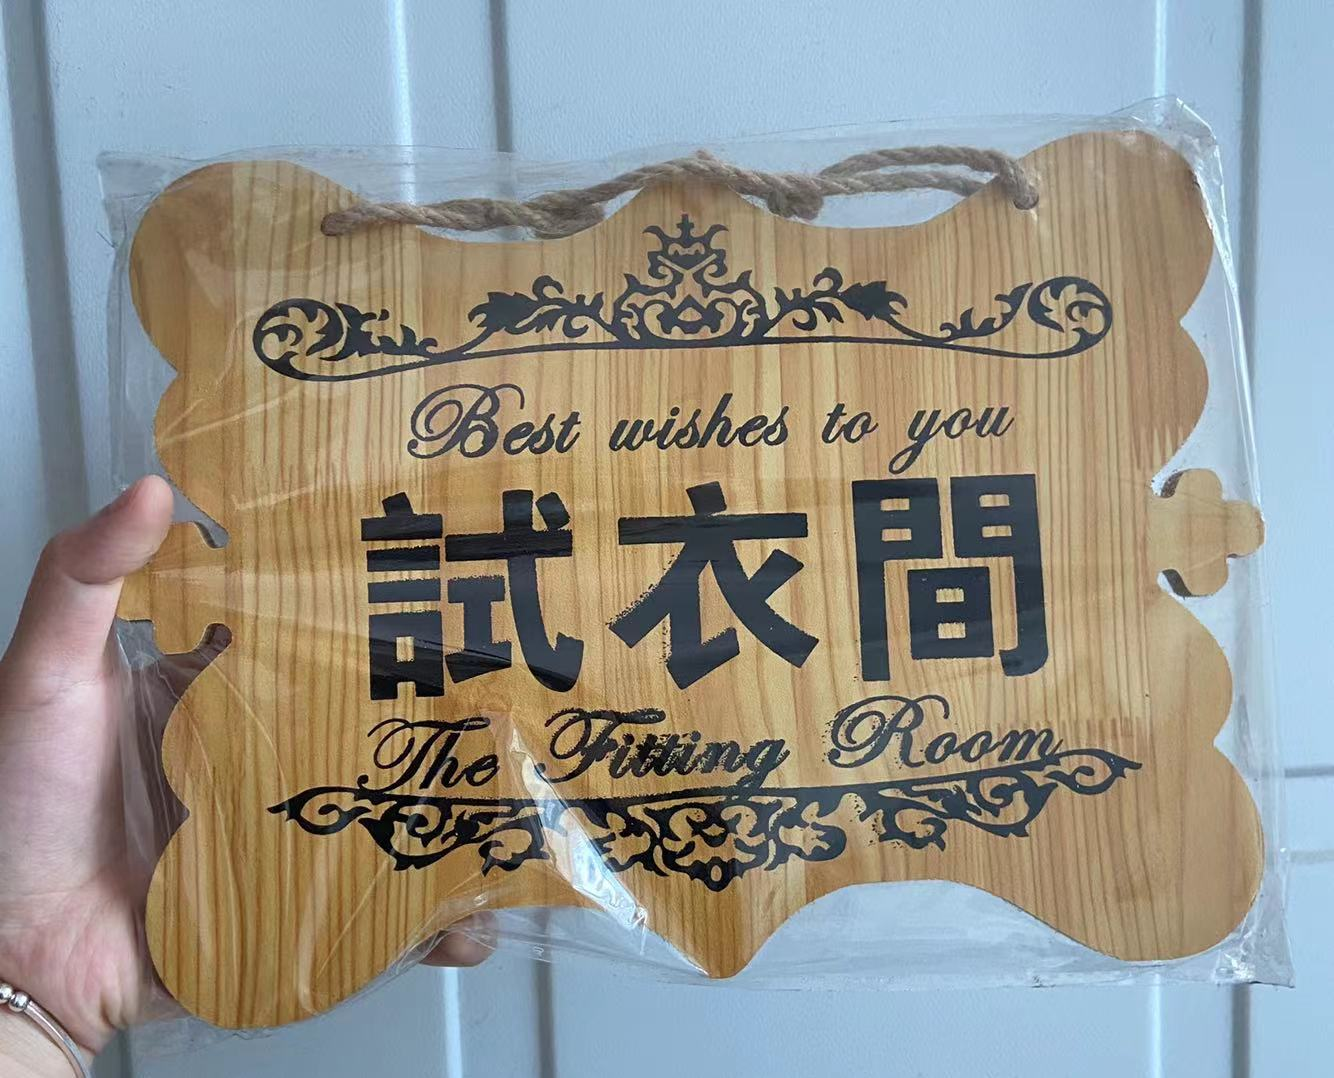 Best wishes to you
試衣間
The Fitting Room